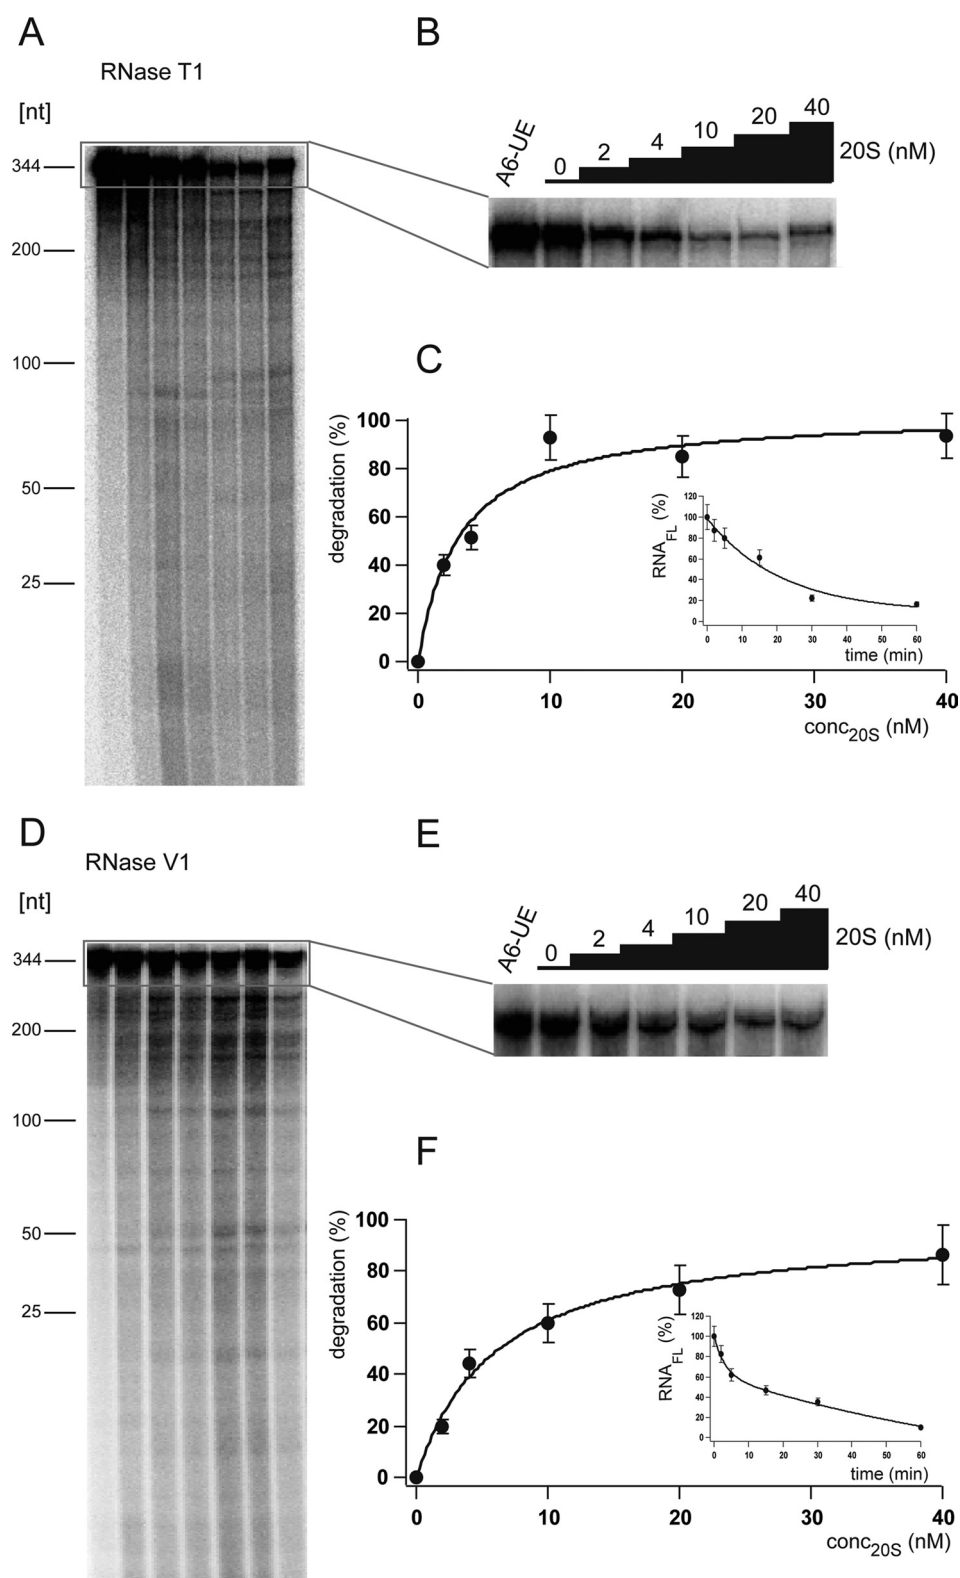 A
RNase T1
[nt]
344
200
100
50
25
B
A6-UE
0 2 4 10 20 40
20S (nM)
C
degradation (%)
100
80
60
40
20
0
0 10 20 30 40
conc20S (nM)
RNAFL (%)
120
100
80
60
40
20
0
0 10 20 30 40 50 60
time (min)
D
RNase V1
[nt]
344
200
100
50
25
E
A6-UE
0 2 4 10 20 40
20S (nM)
F
degradation (%)
100
80
60
40
20
0
0 10 20 30 40
conc20S (nM)
RNAFL (%)
120
100
80
60
40
20
0
0 10 20 30 40 50 60
time (min)